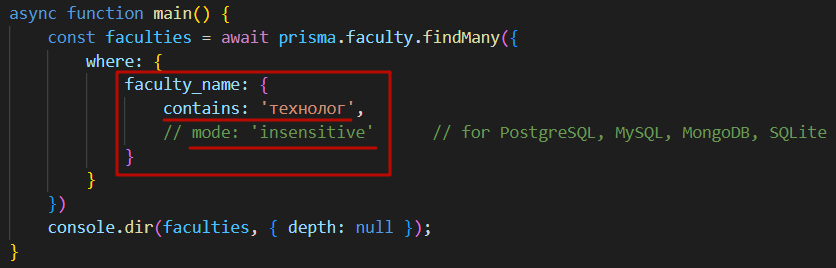 async function main() {
const faculties = await prisma.faculty.findMany({
where: {
faculty_name: {
contains: 'технолог',
// mode: 'insensitive' // for PostgreSQL, MySQL, MongoDB, SQLite
}
}
})
console.dir(faculties, { depth: null });
}